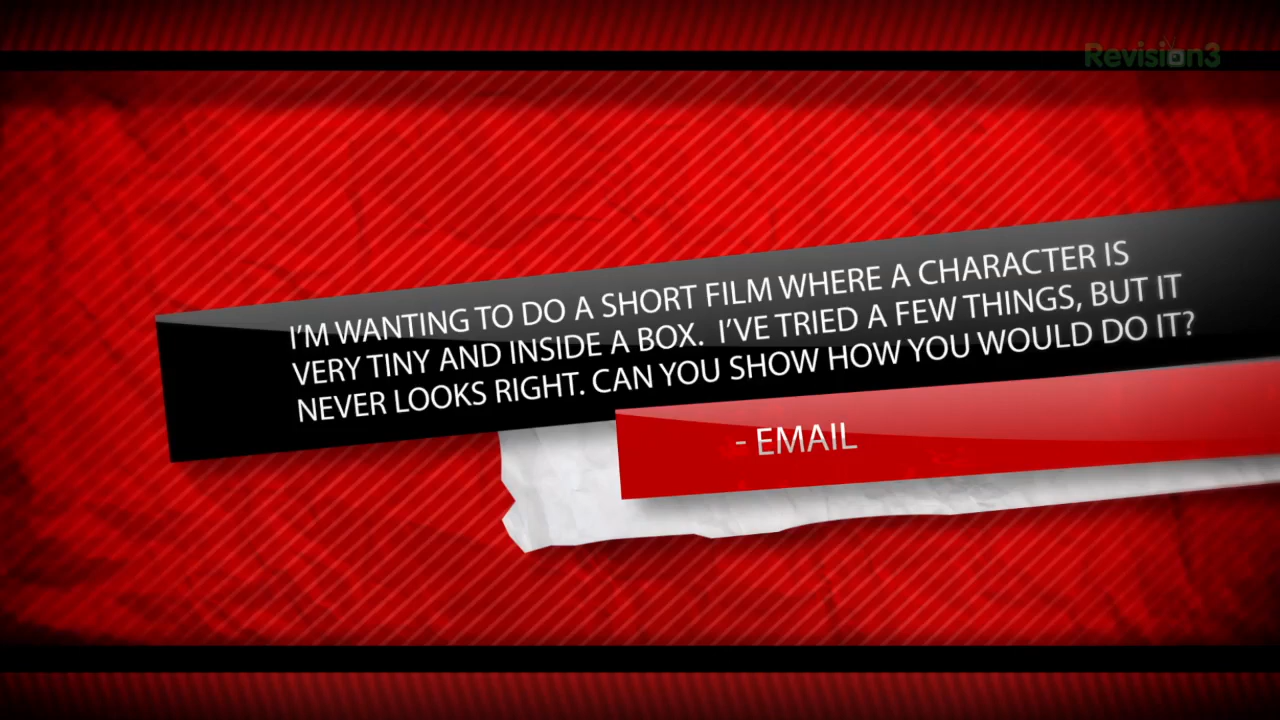 Revision3
I'M WANTING TO DO A SHORT FILM WHERE A CHARACTER IS
VERY TINY AND INSIDE A BOX.  I'VE TRIED A FEW THINGS, BUT IT
NEVER LOOKS RIGHT. CAN YOU SHOW HOW YOU WOULD DO IT?
- EMAIL